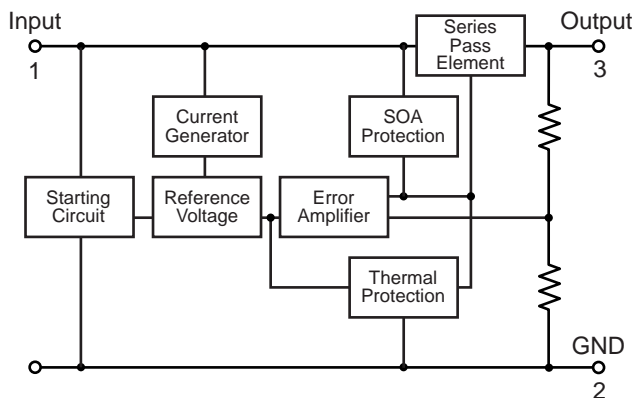 Input
1
Series
Pass
Element
Output
3
Current
Generator
SOA
Protection
Starting
Circuit
Reference
Voltage
Error
Amplifier
Thermal
Protection
GND
2